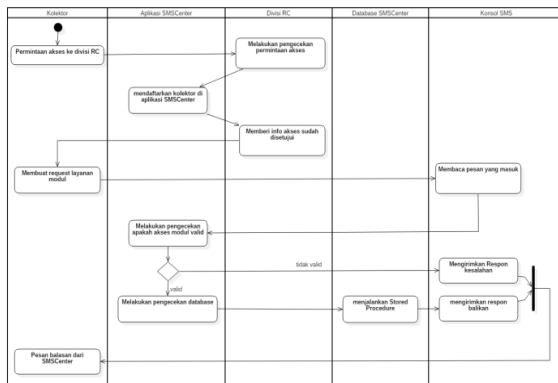 Kolektor
Aplikasi SMSCenter
Divisi RC
Database SMSCenter
Konsol SMS
Permintaan akses ke divisi RC
Melakukan pengecekan
permintaan akses
mendaftarkan kolektor di
aplikasi SMSCenter
Memberi info akses sudah
disetujui
Membuat request layanan
modul
Membaca pesan yang masuk
Melakukan pengecekan
apakah akses modul valid
tidak valid
Mengirimkan Respon
kesalahan
valid
Melakukan pengecekan database
menjalankan Stored
Procedure
mengirimkan respon
balikan
Pesan balasan dari
SMSCenter